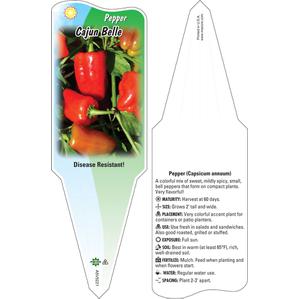 Pepper
Cajun Belle
Disease Resistant!
Printed in U.S.A.
Pepper (Capsicum annuum)
A colorful mix of sweet, mildly spicy, small,
bell peppers that form on compact plants.
Very flavorful!
MATURITY: Harvest at 60 days.
SIZE: Grows 2' tall and wide.
PLACEMENT: Very colorful accent plant for
containers or patio planters.
USE: Use fresh in salads and sandwiches.
Also good roasted, grilled or stuffed.
EXPOSURE: Full sun.
SOIL: Best in warm (at least 65°F), rich,
well-drained soil.
FERTILIZER: Mulch. Feed when planting and
when flowers start.
WATER: Regular water use.
SPACING: Plant 2-3' apart.